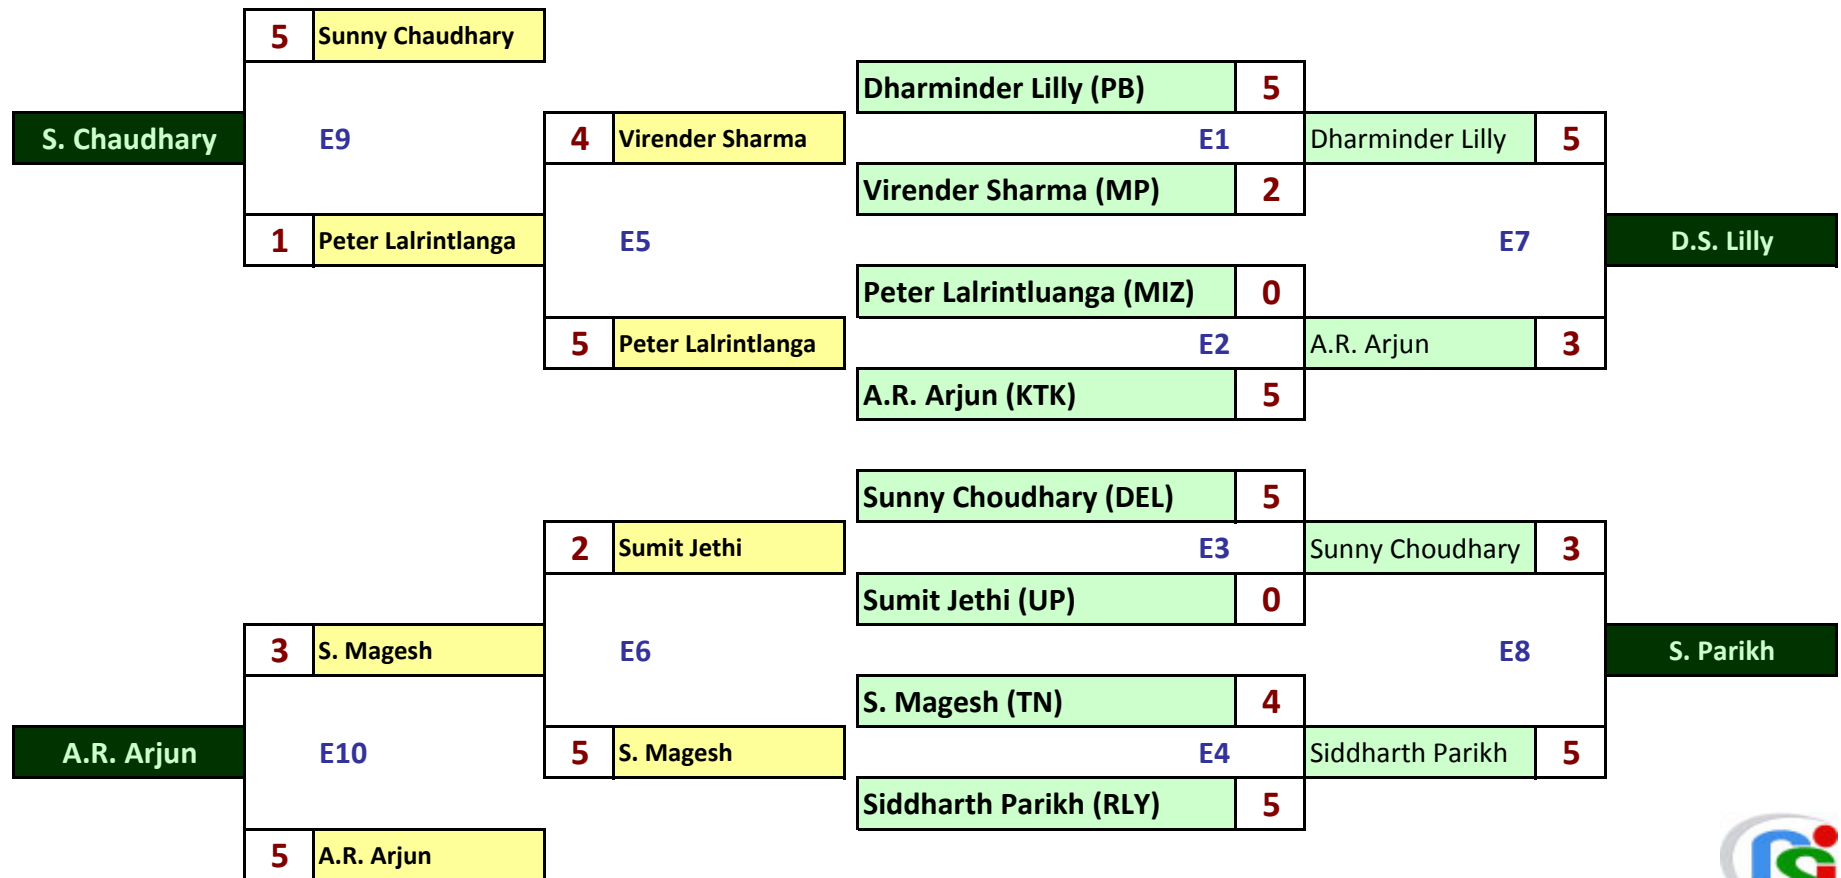 5 Sunny Chaudhary
Dharminder Lilly (PB) 5
S. Chaudhary E9 4 Virender Sharma E1 Dharminder Lilly 5
Virender Sharma (MP) 2
1 Peter Lalrintlanga E5 E7 D.S. Lilly
Peter Lalrintluanga (MIZ) 0
5 Peter Lalrintlanga E2 A.R. Arjun 3
A.R. Arjun (KTK) 5
Sunny Choudhary (DEL) 5
2 Sumit Jethi E3 Sunny Choudhary 3
Sumit Jethi (UP) 0
3 S. Magesh E6 E8 S. Parikh
S. Magesh (TN) 4
A.R. Arjun E10 5 S. Magesh E4 Siddharth Parikh 5
Siddharth Parikh (RLY) 5
5 A.R. Arjun